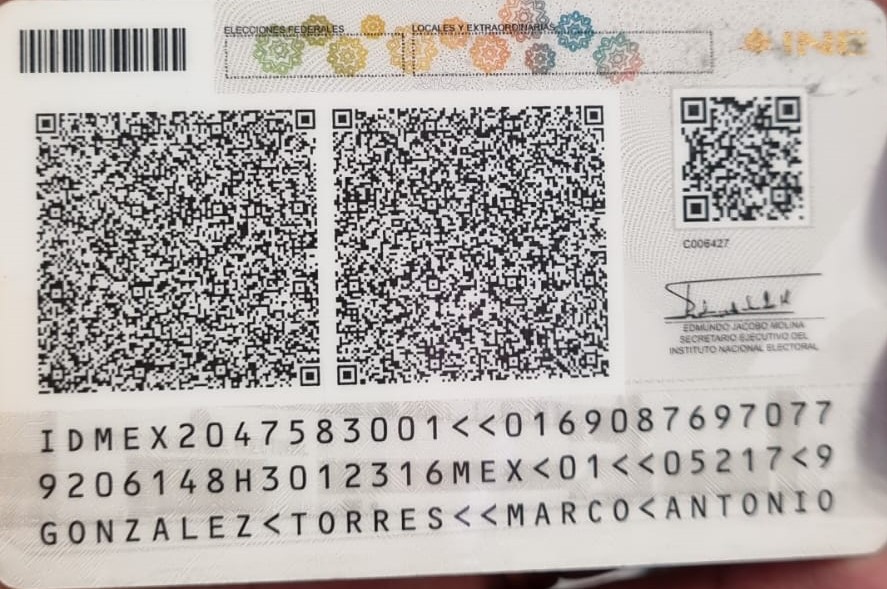 ELECCIONES FEDERALES
LOCALES Y EXTRAORDINARIAS
INE
C006427
EDMUNDO JACOBO MOLINA
SECRETARIO EJECUTIVO DEL
INSTITUTO NACIONAL ELECTORAL
IDMEX2047583001<<0169087697077
9206148H3012316MEX<01<<05217<9
GONZALEZ<TORRES<<MARCO<ANTONIO